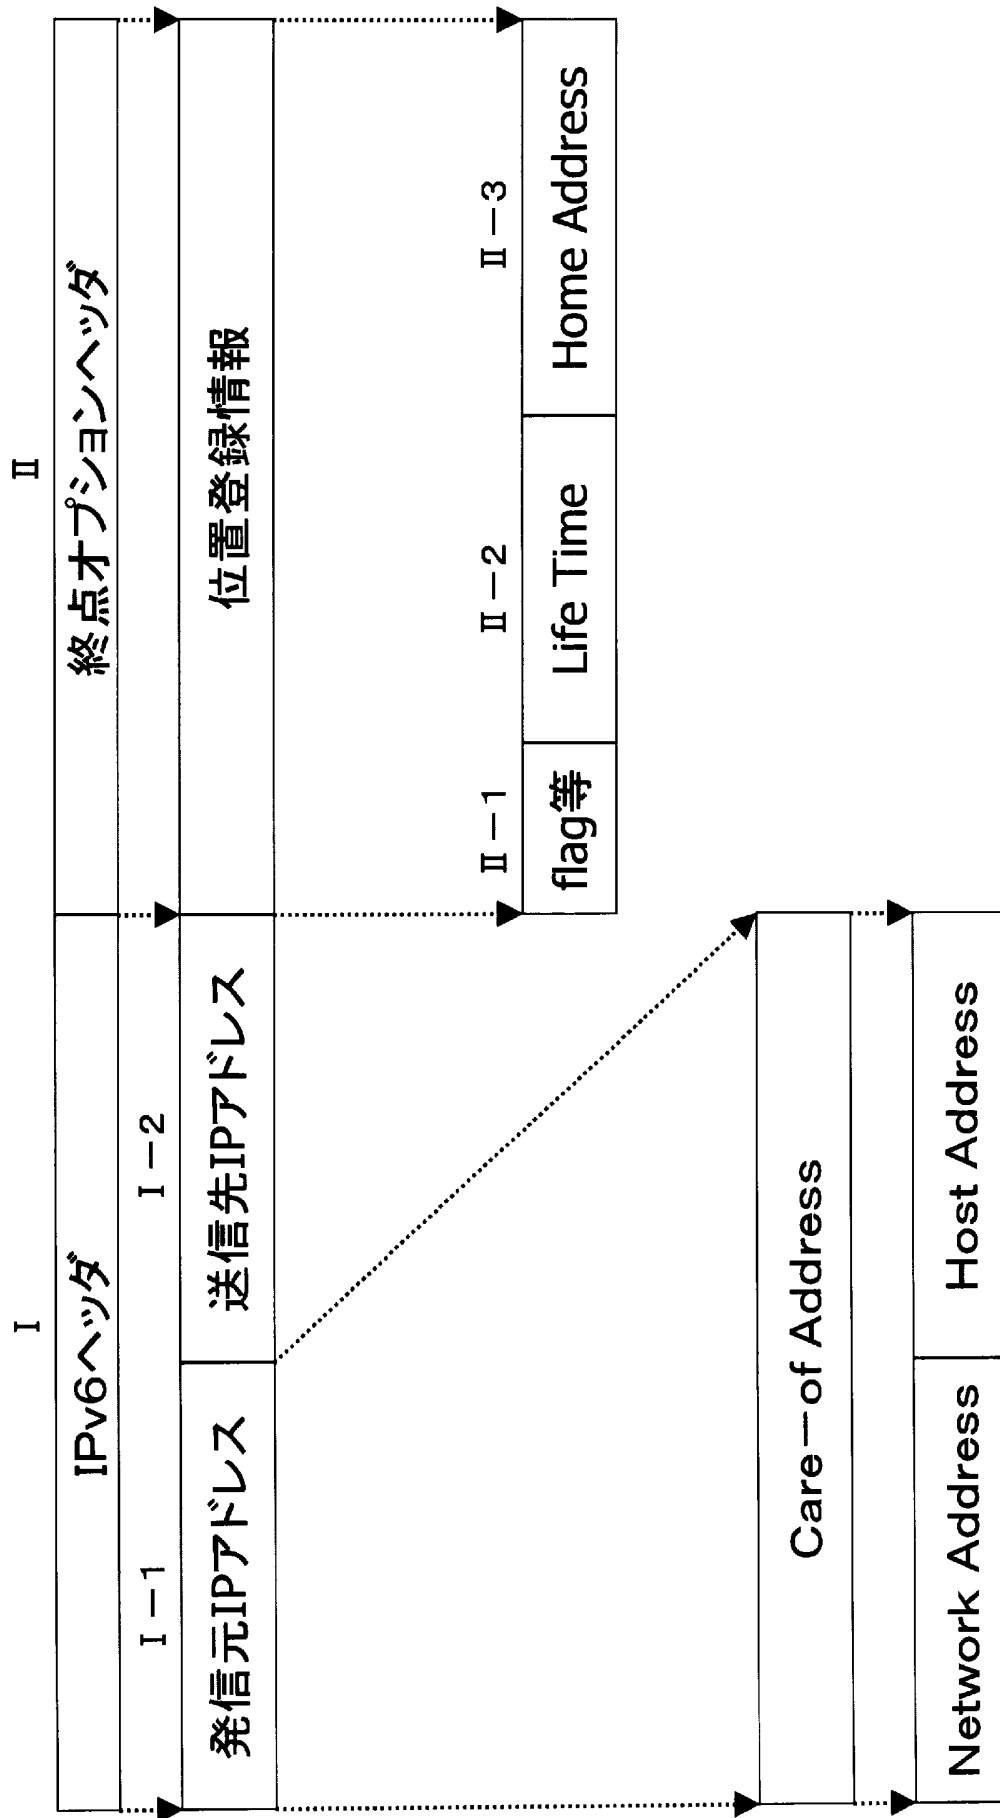 I
II
IPv6ヘッダ
終点オプションヘッダ
I－1
I－2
発信元IPアドレス
送信先IPアドレス
位置登録情報
II－1
II－2
II－3
flag等
Life Time
Home Address
Care－of Address
Network Address
Host Address